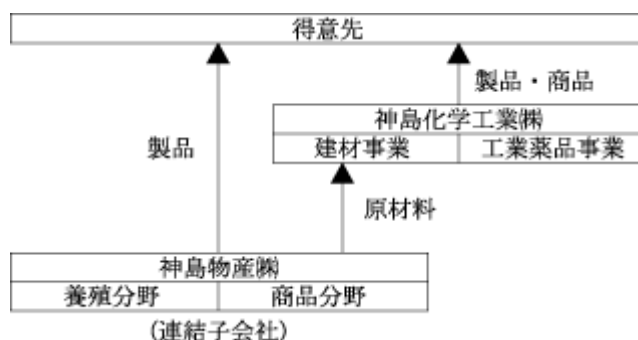 得意先
製品・商品
神島化学工業㈱
製品
建材事業 工業薬品事業
原材料
神島物産㈱
養殖分野 商品分野
(連結子会社)